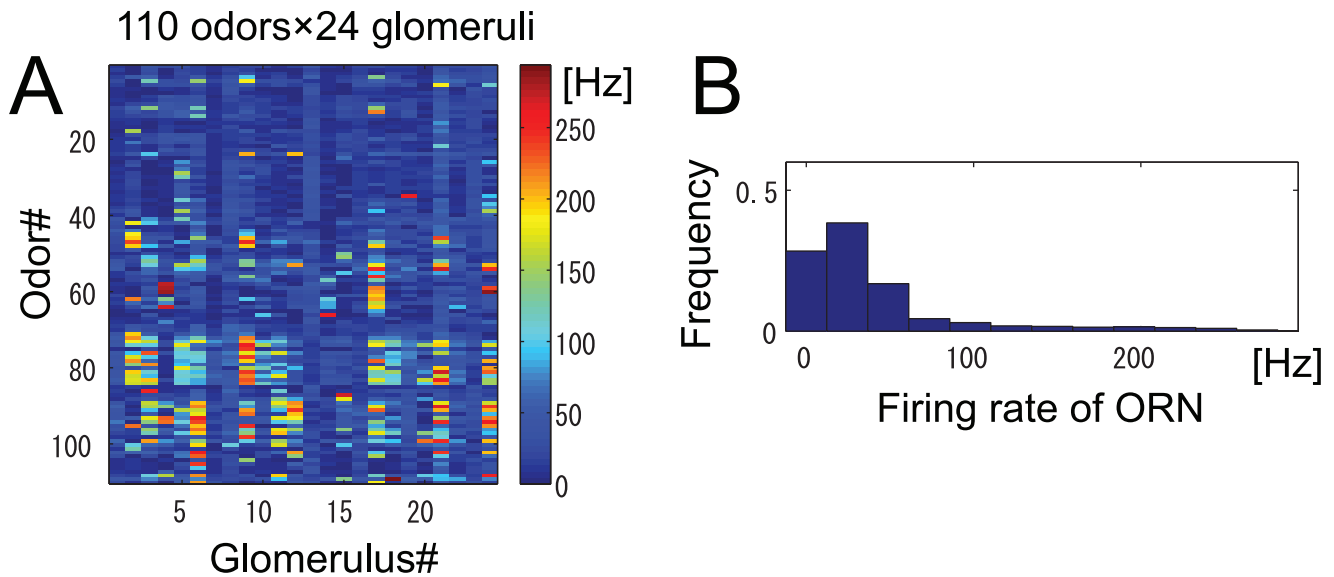 110 odors×24 glomeruli
A
[Hz]
250
200
150
100
50
0
Odor#
20
40
60
80
100
5
10
15
20
Glomerulus#
B
Frequency
0.5
0
0
100
200
[Hz]
Firing rate of ORN